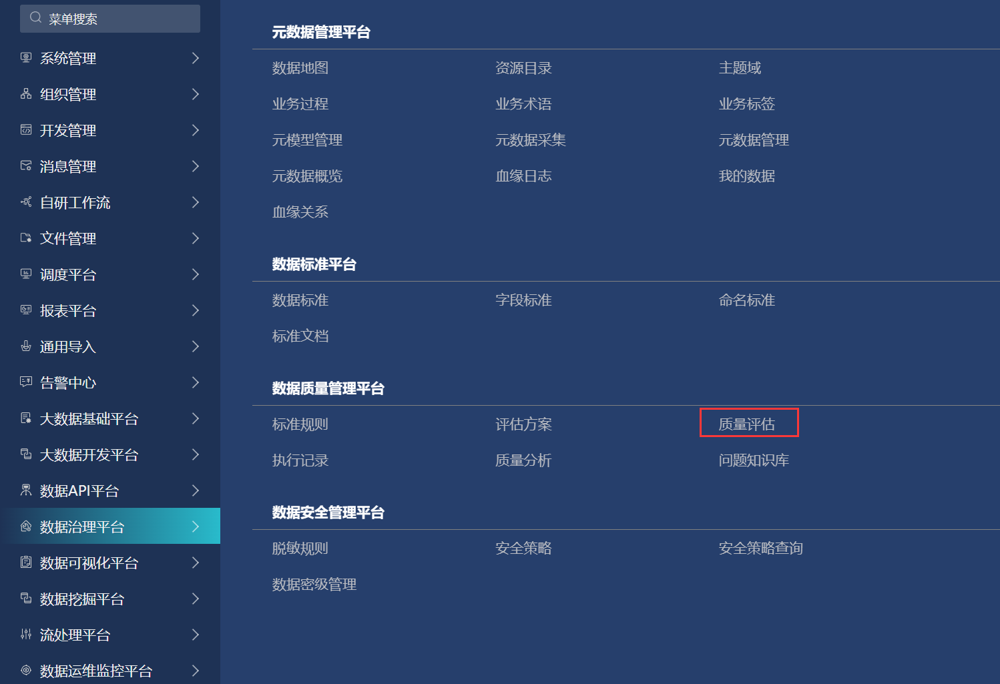 菜单搜索
系统管理
组织管理
开发管理
消息管理
自研工作流
文件管理
调度平台
报表平台
通用导入
告警中心
大数据基础平台
大数据开发平台
数据API平台
数据治理平台
数据可视化平台
数据挖掘平台
流处理平台
数据运维监控平台
元数据管理平台
数据地图 资源目录 主题域
业务过程 业务术语 业务标签
元模型管理 元数据采集 元数据管理
元数据概览 血缘日志 我的数据
血缘关系
数据标准平台
数据标准 字段标准 命名标准
标准文档
数据质量管理平台
标准规则 评估方案 质量评估
执行记录 质量分析 问题知识库
数据安全管理平台
脱敏规则 安全策略 安全策略查询
数据密级管理